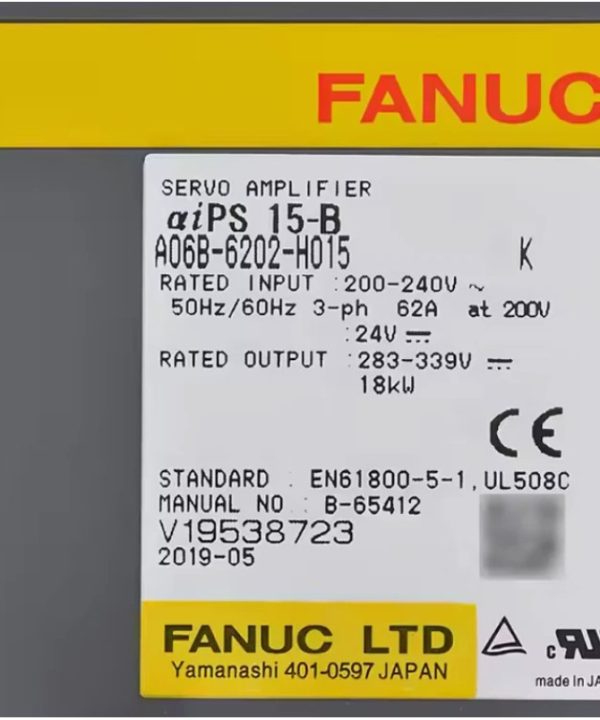 FANUC
SERVO AMPLIFIER
αiPS 15-B
A06B-6202-H015 K
RATED INPUT : 200-240V ~
50Hz/60Hz 3-ph 62A at 200V
: 24V ⎓
RATED OUTPUT : 283-339V ⎓
18kW
CE
STANDARD : EN61800-5-1, UL508C
MANUAL NO : B-65412
V19538723
2019-05
FANUC LTD
Yamanashi 401-0597 JAPAN
made in JA